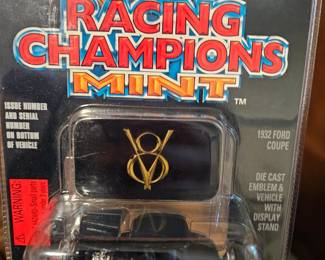 RACING
CHAMPIONS
MINT
TM
ISSUE NUMBER
AND SERIAL
NUMBER
ON BOTTOM
OF VEHICLE
V8
1932 FORD
COUPE
DIE CAST
EMBLEM &
VEHICLE
WITH
DISPLAY
STAND
WARNING: